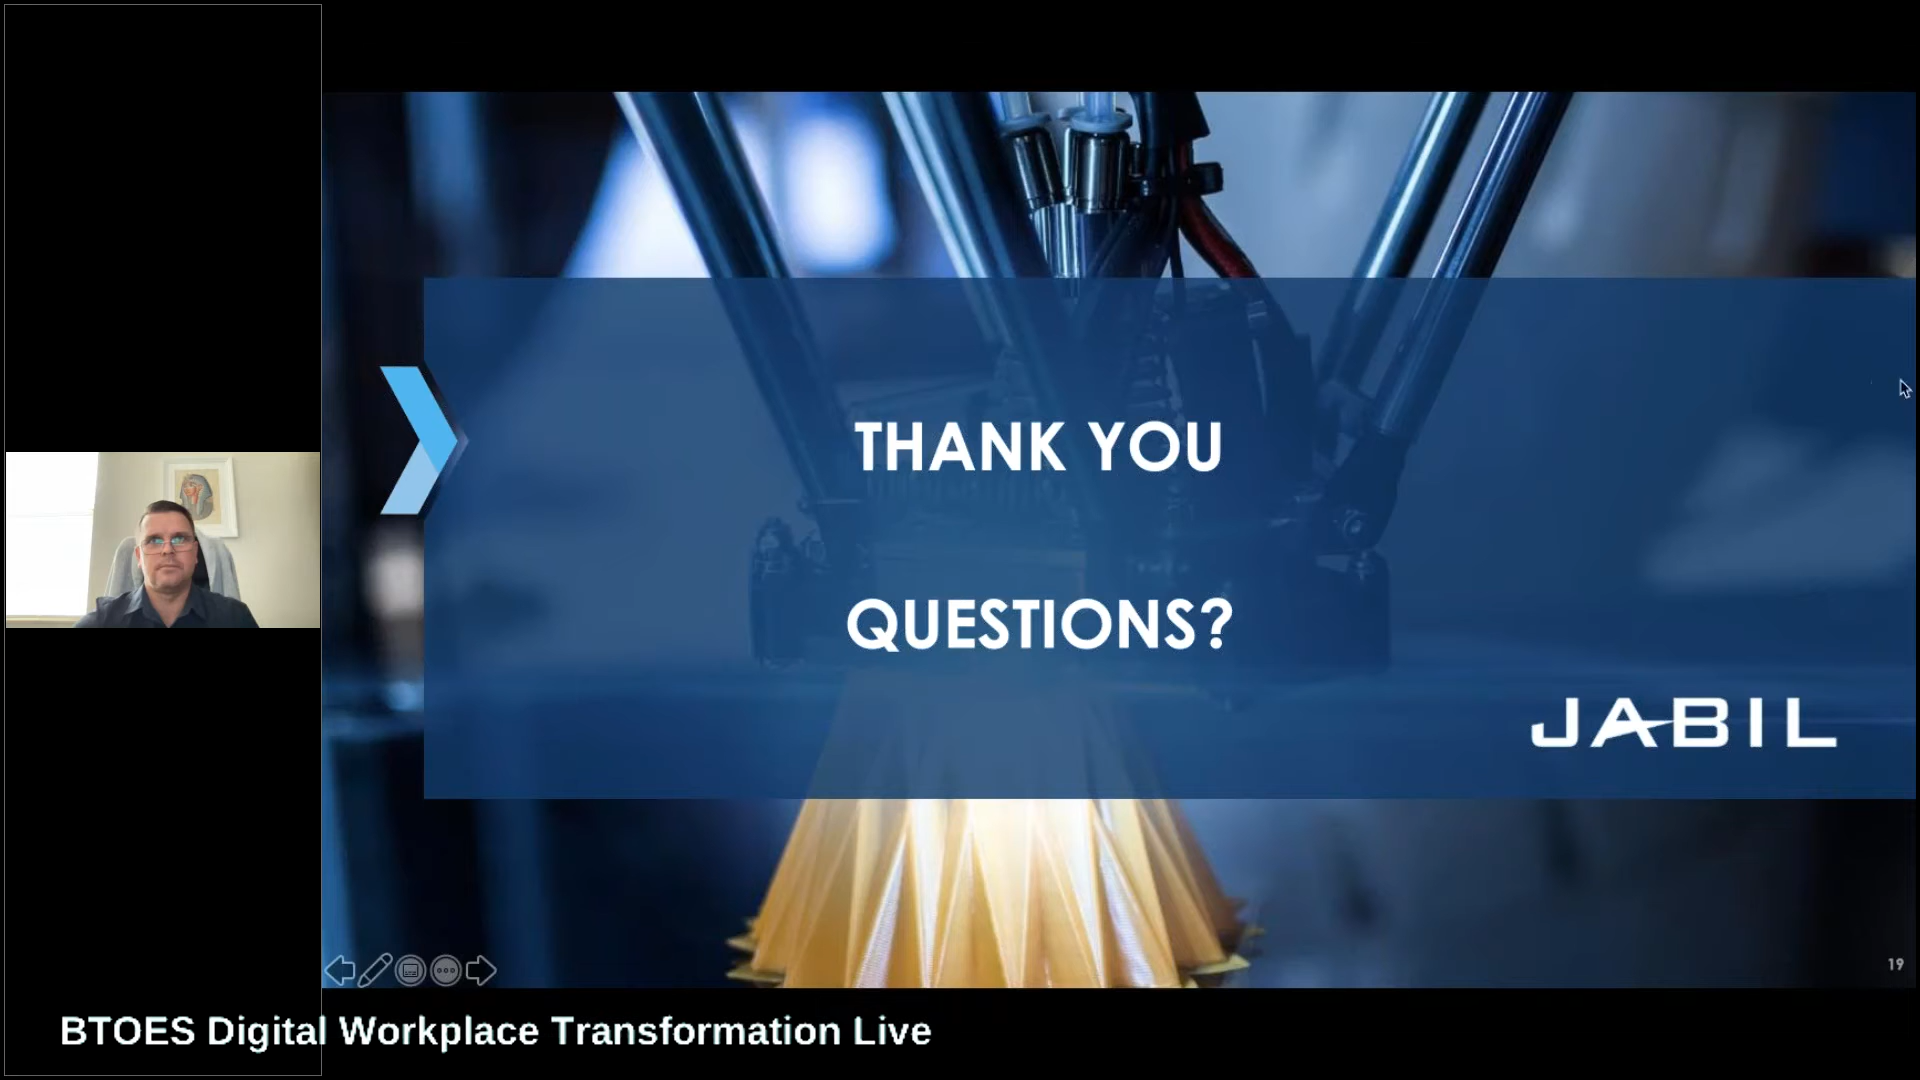 THANK YOU
QUESTIONS?
JABIL
19
BTOES Digital Workplace Transformation Live